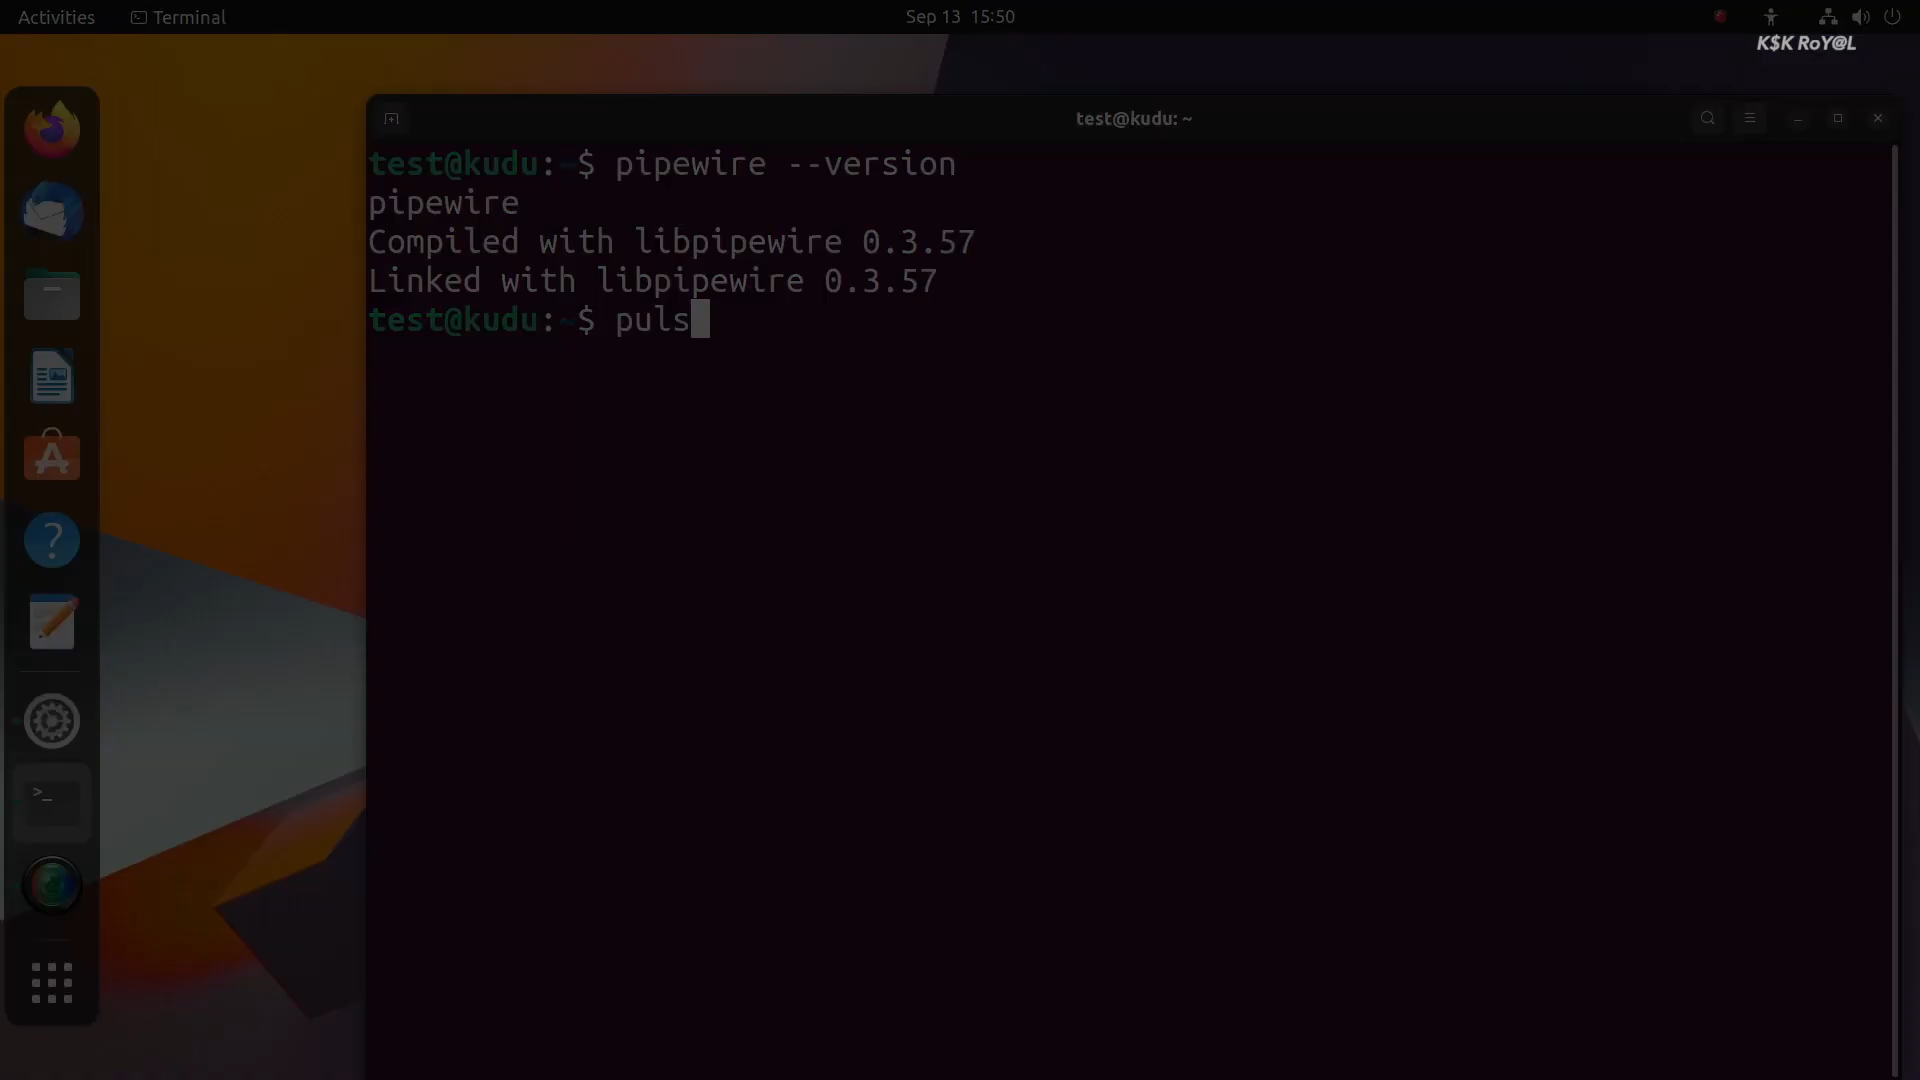 Activities Terminal Sep 13 15:50
K$K RoY@L
test@kudu: ~
test@kudu:~$ pipewire --version
pipewire
Compiled with libpipewire 0.3.57
Linked with libpipewire 0.3.57
test@kudu:~$ puls